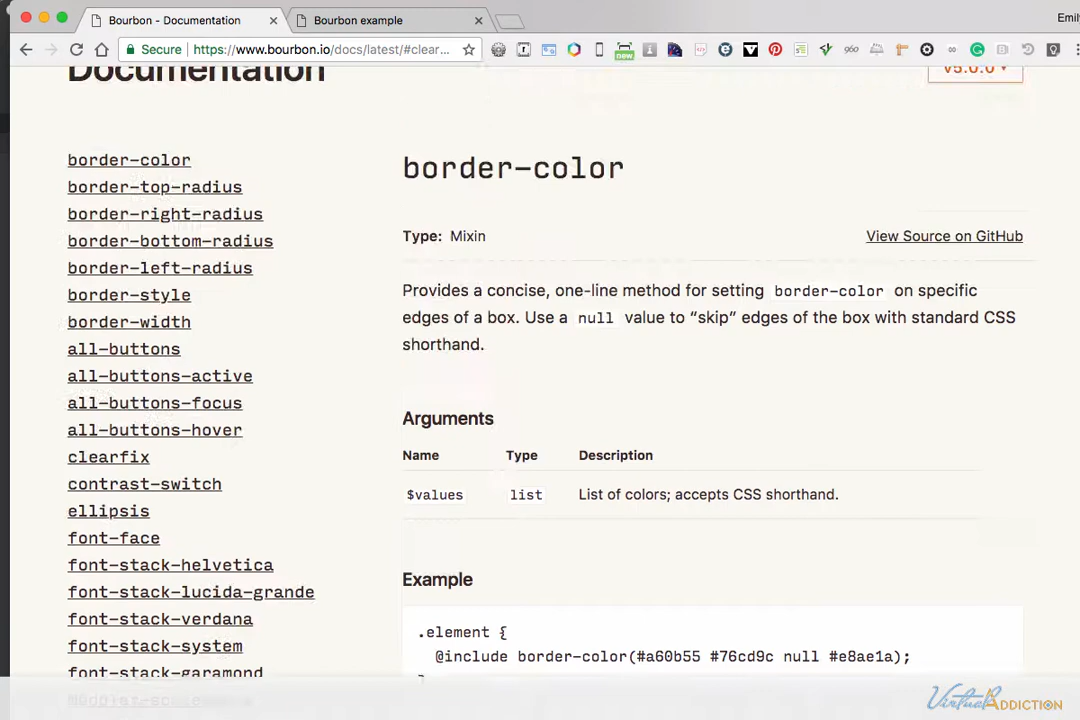 Bourbon - Documentation
Bourbon example
Emily
Secure https://www.bourbon.io/docs/latest/#clear...
960
new
Documentation
v5.0.0
border-color
border-top-radius
border-right-radius
border-bottom-radius
border-left-radius
border-style
border-width
all-buttons
all-buttons-active
all-buttons-focus
all-buttons-hover
clearfix
contrast-switch
ellipsis
font-face
font-stack-helvetica
font-stack-lucida-grande
font-stack-verdana
font-stack-system
font-stack-garamond
border-color
Type: Mixin
View Source on GitHub
Provides a concise, one-line method for setting border-color on specific
edges of a box. Use a null value to “skip” edges of the box with standard CSS
shorthand.
Arguments
Name Type Description
$values list List of colors; accepts CSS shorthand.
Example
.element {
@include border-color(#a60b55 #76cd9c null #e8ae1a);
Virtual ADDICTION